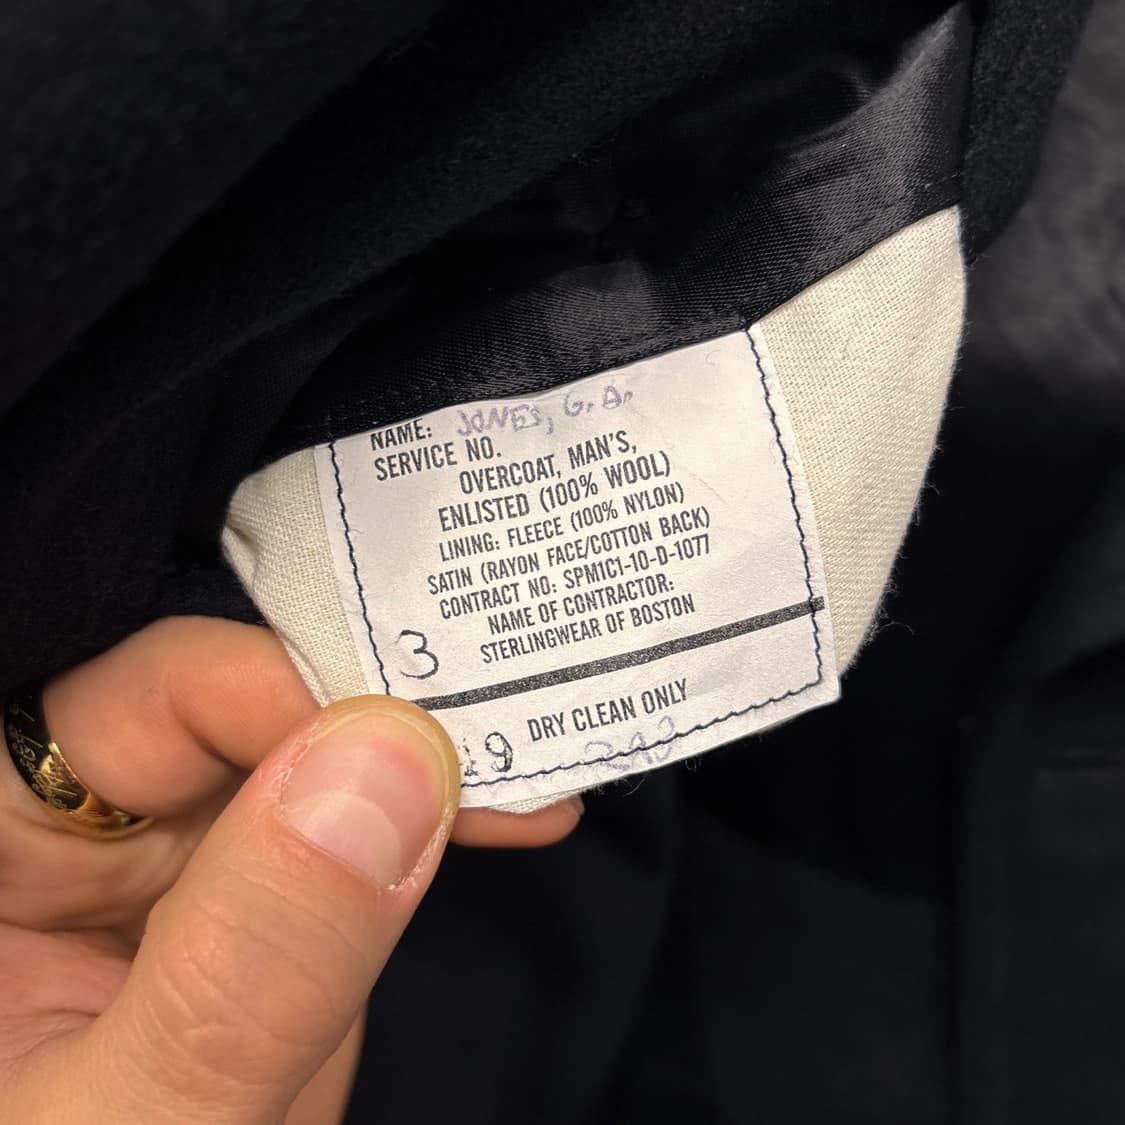 NAME: JONES, G. A.
SERVICE NO.
OVERCOAT, MAN'S,
ENLISTED (100% WOOL)
LINING: FLEECE (100% NYLON)
SATIN (RAYON FACE/COTTON BACK)
CONTRACT NO: SPM1C1-10-D-1077
NAME OF CONTRACTOR:
STERLINGWEAR OF BOSTON
3
DRY CLEAN ONLY
19